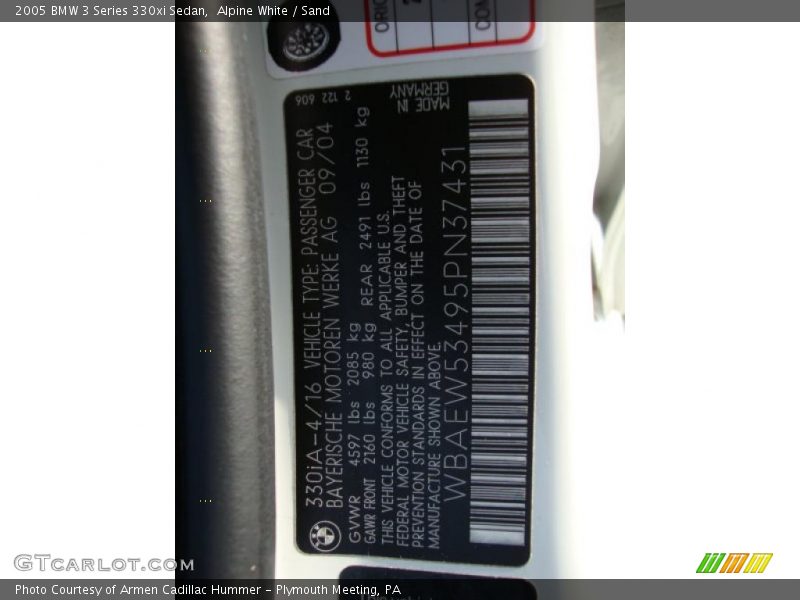 2005 BMW 3 Series 330xi Sedan,  Alpine White / Sand
330iA-4/16 VEHICLE TYPE: PASSENGER CAR
BAYERISCHE MOTOREN WERKE AG 09/04
GVWR 4597 lbs 2085 kg
GAWR FRONT 2160 lbs 980 kg REAR 2491 lbs 1130 kg
THIS VEHICLE CONFORMS TO ALL APPLICABLE U.S.
FEDERAL MOTOR VEHICLE SAFETY, BUMPER AND THEFT
PREVENTION STANDARDS IN EFFECT ON THE DATE OF
MANUFACTURE SHOWN ABOVE.
WBAEW53495PN37431
2 122 606
MADE IN
GERMANY
GTCARLOT.COM
Photo Courtesy of Armen Cadillac Hummer – Plymouth Meeting, PA